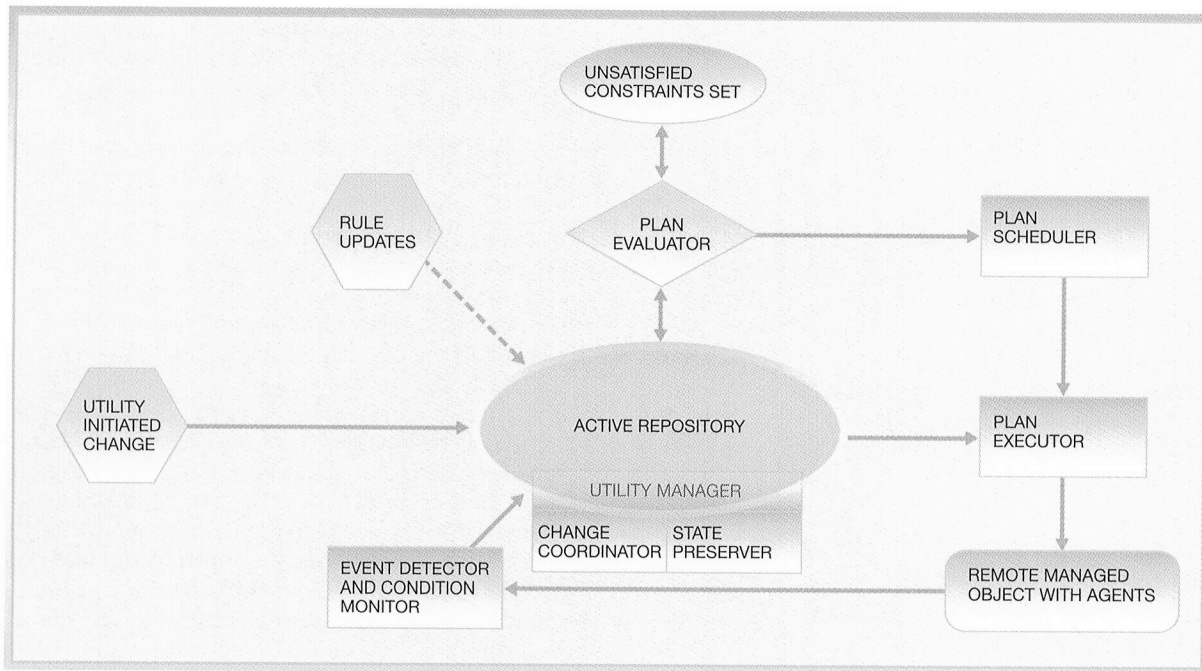 UNSATISFIED
CONSTRAINTS SET
RULE
UPDATES
PLAN
EVALUATOR
PLAN
SCHEDULER
UTILITY
INITIATED
CHANGE
ACTIVE REPOSITORY
PLAN
EXECUTOR
UTILITY MANAGER
CHANGE
COORDINATOR
STATE
PRESERVER
EVENT DETECTOR
AND CONDITION
MONITOR
REMOTE MANAGED
OBJECT WITH AGENTS